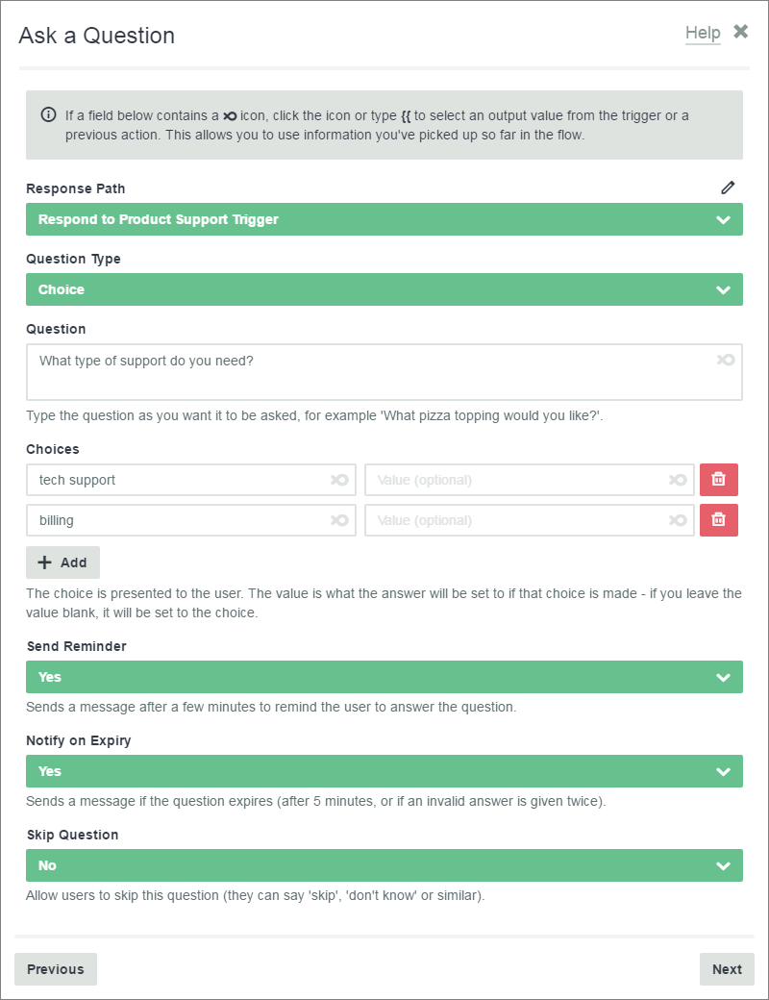 Ask a Question
Help
If a field below contains a icon, click the icon or type {{ to select an output value from the trigger or a
previous action. This allows you to use information you've picked up so far in the flow.
Response Path
Respond to Product Support Trigger
Question Type
Choice
Question
What type of support do you need?
Type the question as you want it to be asked, for example 'What pizza topping would you like?'.
Choices
tech support Value (optional)
billing Value (optional)
Add
The choice is presented to the user. The value is what the answer will be set to if that choice is made - if you leave the
value blank, it will be set to the choice.
Send Reminder
Yes
Sends a message after a few minutes to remind the user to answer the question.
Notify on Expiry
Yes
Sends a message if the question expires (after 5 minutes, or if an invalid answer is given twice).
Skip Question
No
Allow users to skip this question (they can say 'skip', 'don't know' or similar).
Previous Next